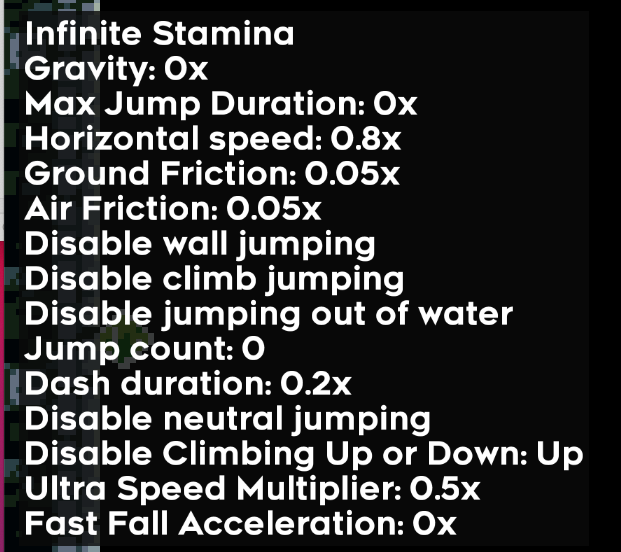 Infinite Stamina
Gravity: 0x
Max Jump Duration: 0x
Horizontal speed: 0.8x
Ground Friction: 0.05x
Air Friction: 0.05x
Disable wall jumping
Disable climb jumping
Disable jumping out of water
Jump count: 0
Dash duration: 0.2x
Disable neutral jumping
Disable Climbing Up or Down: Up
Ultra Speed Multiplier: 0.5x
Fast Fall Acceleration: 0x